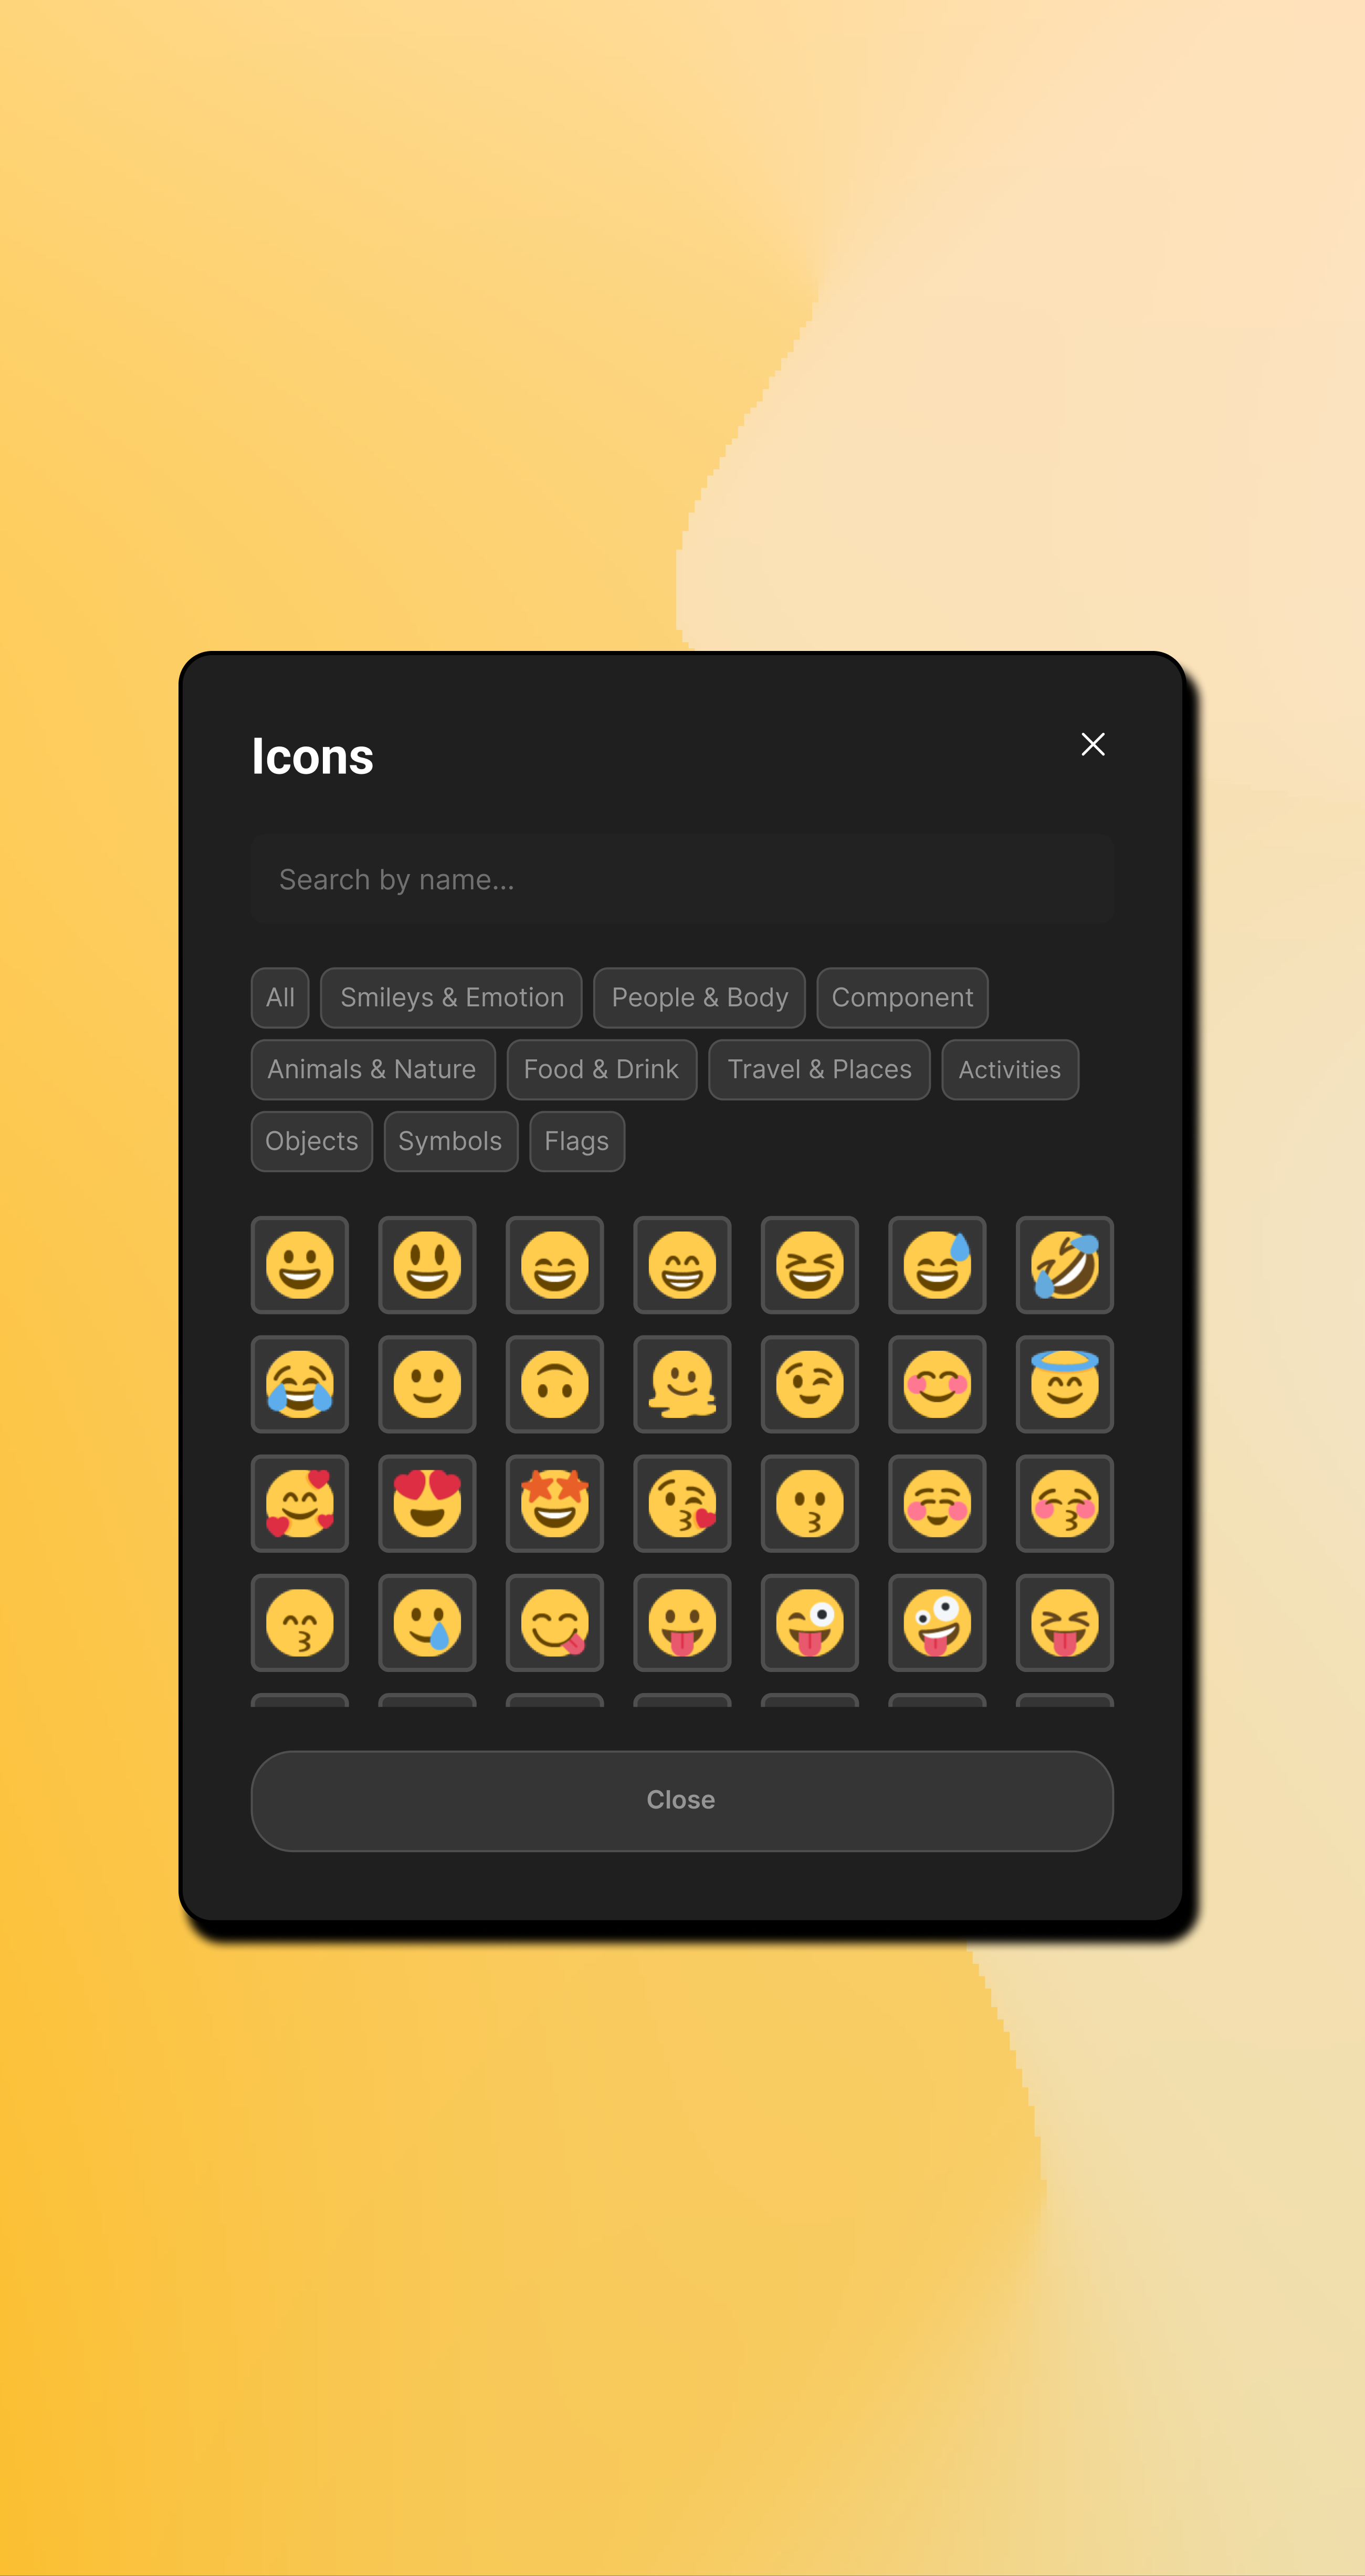 Icons
Search by name...
All Smileys & Emotion People & Body Component
Animals & Nature Food & Drink Travel & Places Activities
Objects Symbols Flags
Close